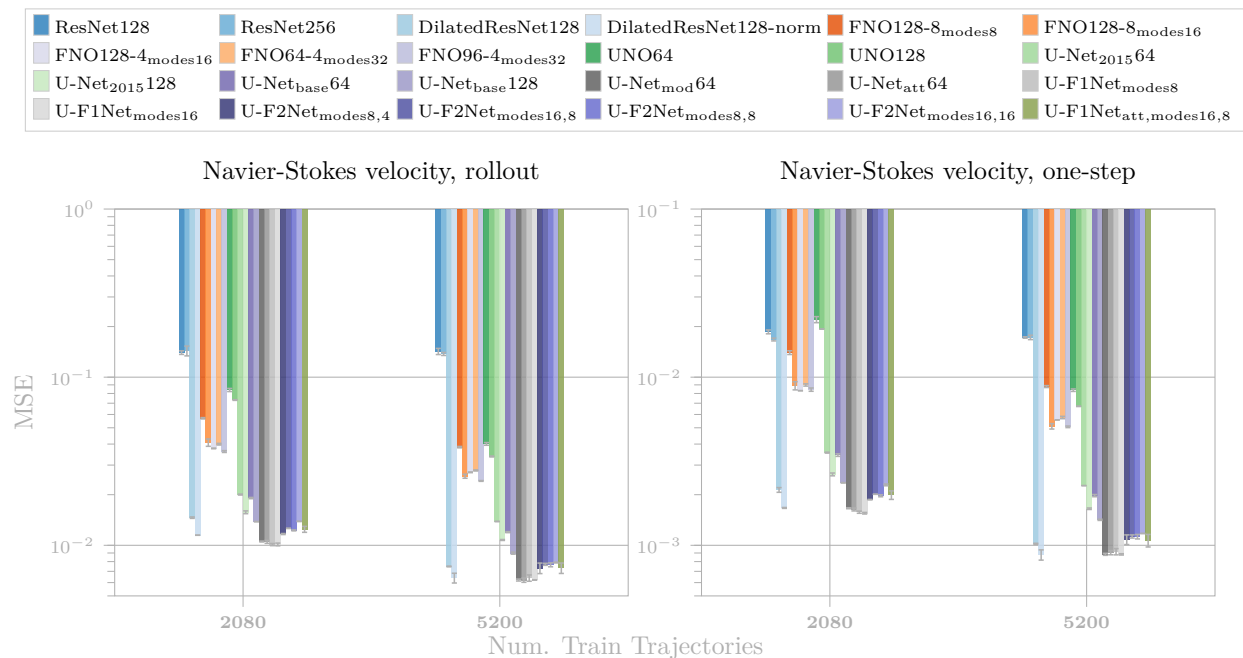 ResNet128 ResNet256 DilatedResNet128 DilatedResNet128-norm FNO128-8modes8 FNO128-8modes16
FNO128-4modes16 FNO64-4modes32 FNO96-4modes32 UNO64 UNO128 U-Net201564
U-Net2015128 U-Netbase64 U-Netbase128 U-Netmod64 U-Netatt64 U-F1Netmodes8
U-F1Netmodes16 U-F2Netmodes8,4 U-F2Netmodes16,8 U-F2Netmodes8,8 U-F2Netmodes16,16 U-F1Netatt,modes16,8
Navier-Stokes velocity, rollout
Navier-Stokes velocity, one-step
MSE
10^0
10^−1
10^−2
10^−1
10^−2
10^−3
2080 5200
2080 5200
Num. Train Trajectories